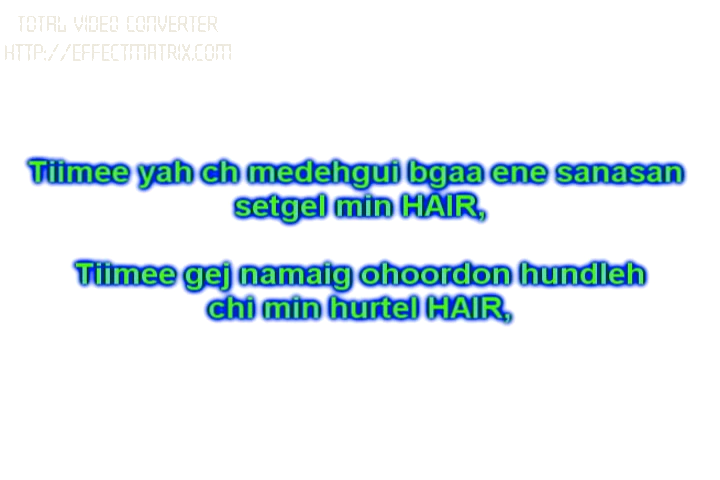 TOTAL VIDEO CONVERTER
HTTP://EFFECTMATRIX.COM
Tiimee yah ch medehgui bgaa ene sanasan
setgel min HAIR,
Tiimee gej namaig ohoordon hundleh
chi min hurtel HAIR,